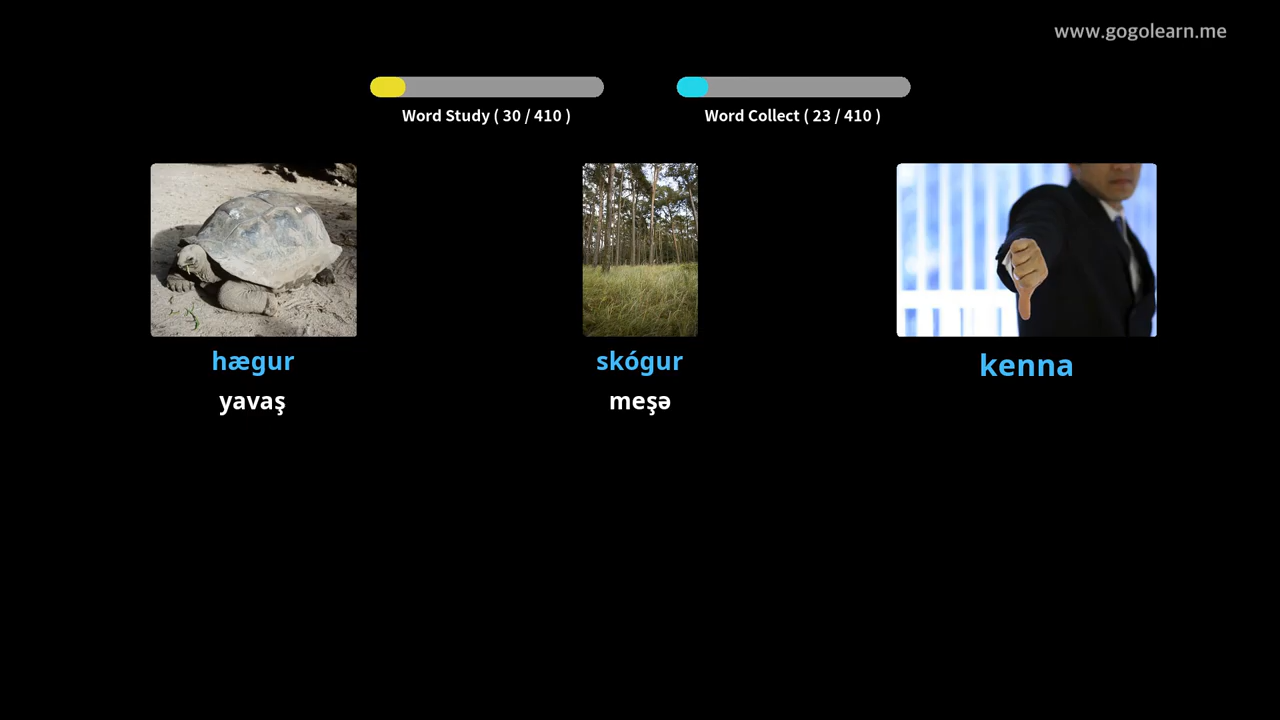 www.gogolearn.me
Word Study ( 30 / 410 )
Word Collect ( 23 / 410 )
hægur
yavaş
skógur
meşə
kenna